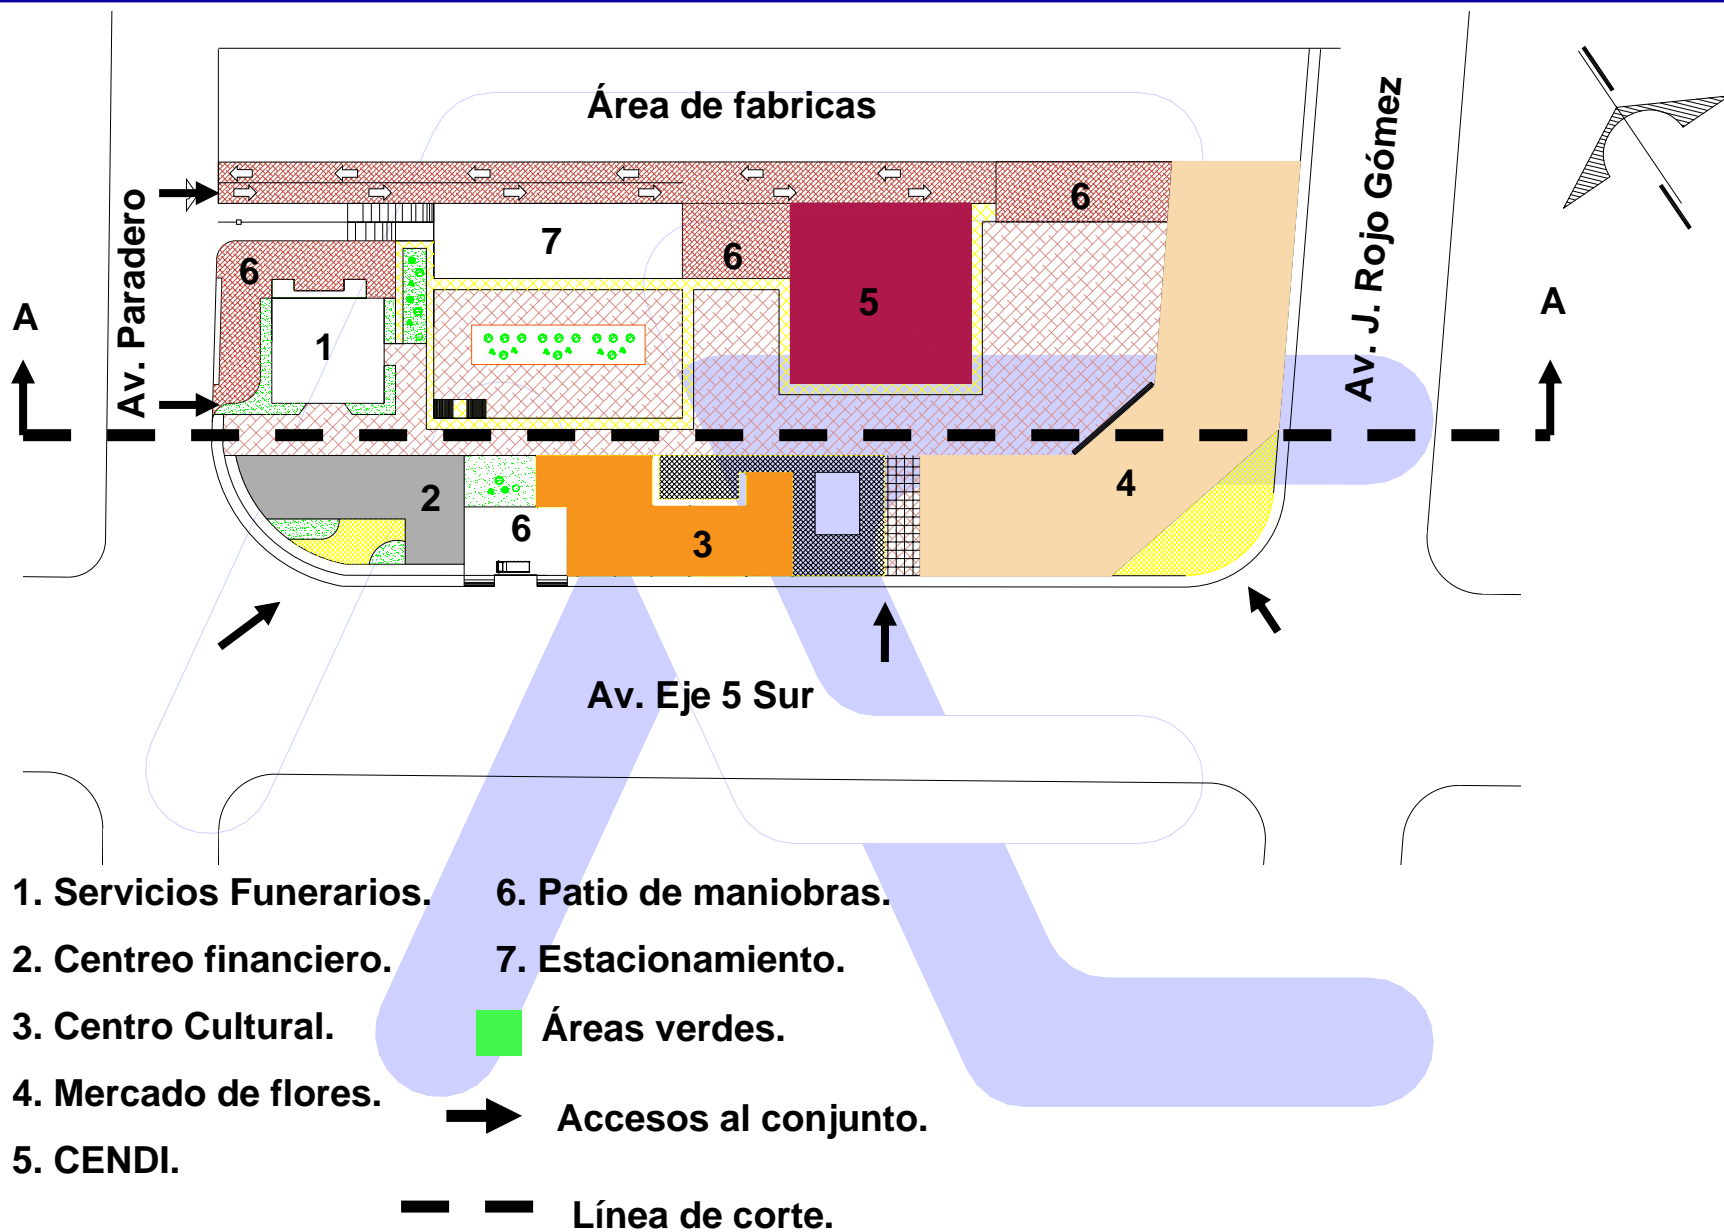 Área de fabricas
Av. Paradero
Av. J. Rojo Gómez
6
7
6
6
5
1
A
A
2
6
3
4
Av. Eje 5 Sur
1. Servicios Funerarios.
2. Centreo financiero.
3. Centro Cultural.
4. Mercado de flores.
5. CENDI.
6. Patio de maniobras.
7. Estacionamiento.
Áreas verdes.
Accesos al conjunto.
Línea de corte.